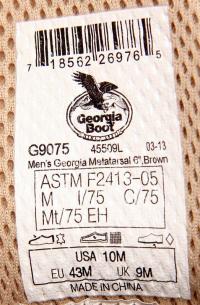 7 18562 26976 5
Georgia
Boot
G9075 45509L 03-13
Men's Georgia Metatarsal 6", Brown
ASTM F2413-05
M I/75 C/75
Mt/75 EH
USA 10M
EU 43M UK 9M
MADE IN CHINA